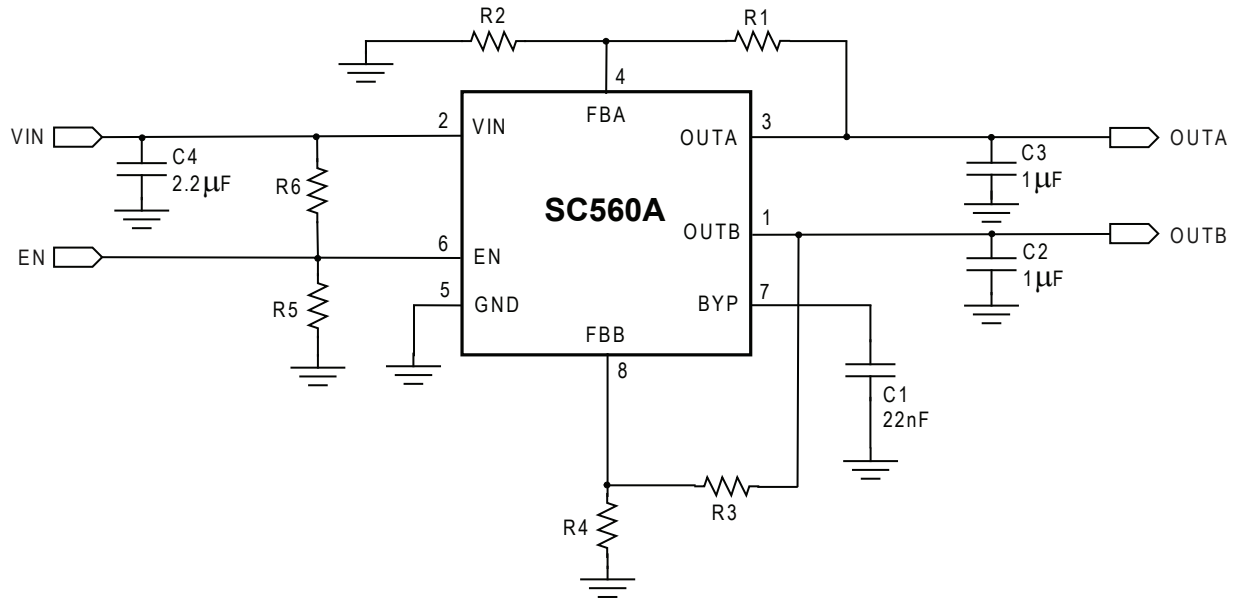 R2
R1
4
FBA
VIN
2
VIN
OUTA
3
OUTA
C4
2.2µF
C3
1µF
R6
SC560A
OUTB
1
OUTB
EN
6
EN
C2
1µF
R5
5
GND
BYP
7
FBB
8
C1
22nF
R4
R3